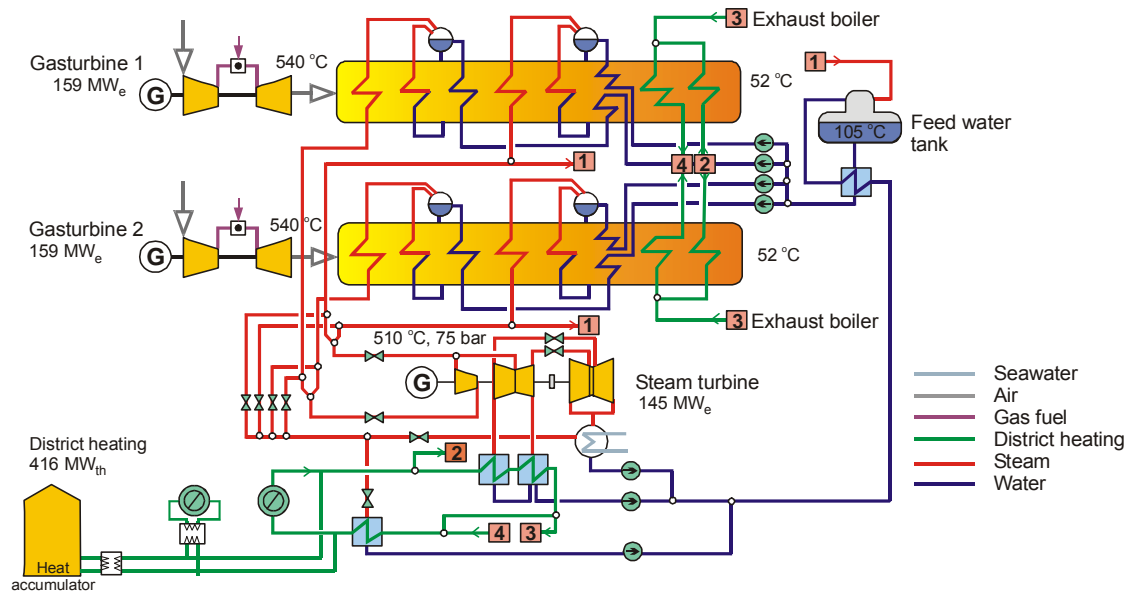 Gasturbine 1
159 MWe
G
540 °C
3 Exhaust boiler
52 °C
1
105 °C
Feed water
tank
4 2
1
Gasturbine 2
159 MWe
G
540 °C
52 °C
3 Exhaust boiler
1
510 °C, 75 bar
G
Steam turbine
145 MWe
Seawater
Air
Gas fuel
District heating
Steam
Water
District heating
416 MWth
2
4 3
Heat
accumulator